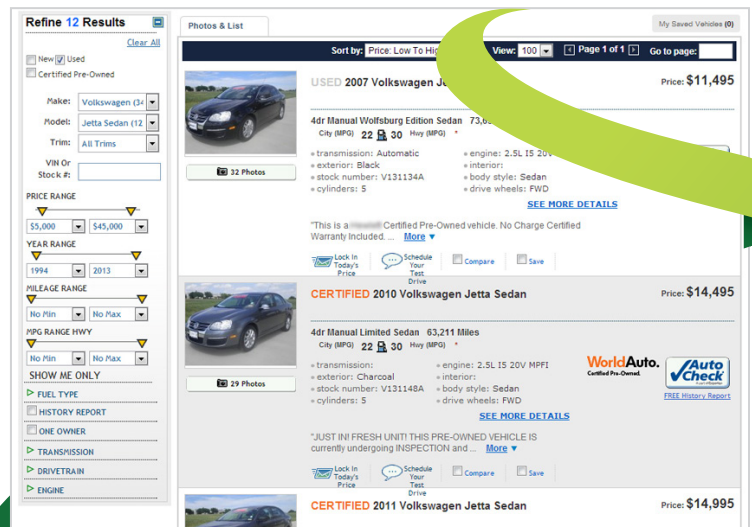 Refine 12 Results
Clear All
New Used
Certified Pre-Owned
Make: Volkswagen (34
Model: Jetta Sedan (12
Trim: All Trims
VIN Or
Stock #:
PRICE RANGE
$5,000 $45,000
YEAR RANGE
1994 2013
MILEAGE RANGE
No Min No Max
MPG RANGE HWY
No Min No Max
SHOW ME ONLY
FUEL TYPE
HISTORY REPORT
ONE OWNER
TRANSMISSION
DRIVETRAIN
ENGINE
Photos & List
My Saved Vehicles (0)
Sort by: Price: Low To Hi View: 100 Page 1 of 1 Go to page:
USED 2007 Volkswagen Je Price: $11,495
4dr Manual Wolfsburg Edition Sedan 73,6
City (MPG) 22 30 Hwy (MPG) *
transmission: Automatic engine: 2.5L I5 20V
exterior: Black interior:
32 Photos
stock number: V131134A body style: Sedan
cylinders: 5 drive wheels: FWD
SEE MORE DETAILS
"This is a Certified Pre-Owned vehicle. No Charge Certified
Warranty Included. ... More
Lock In Today's Price Schedule Your Test Drive Compare Save
CERTIFIED 2010 Volkswagen Jetta Sedan Price: $14,495
4dr Manual Limited Sedan 63,211 Miles
City (MPG) 22 30 Hwy (MPG) *
transmission: engine: 2.5L I5 20V MPFI
exterior: Charcoal interior:
29 Photos
stock number: V131148A body style: Sedan
cylinders: 5 drive wheels: FWD
WorldAuto.
Certified Pre-Owned.
AutoCheck
FREE History Report
SEE MORE DETAILS
"JUST IN! FRESH UNIT! THIS PRE-OWNED VEHICLE IS
currently undergoing INSPECTION and ... More
Lock In Today's Price Schedule Your Test Drive Compare Save
CERTIFIED 2011 Volkswagen Jetta Sedan Price: $14,995